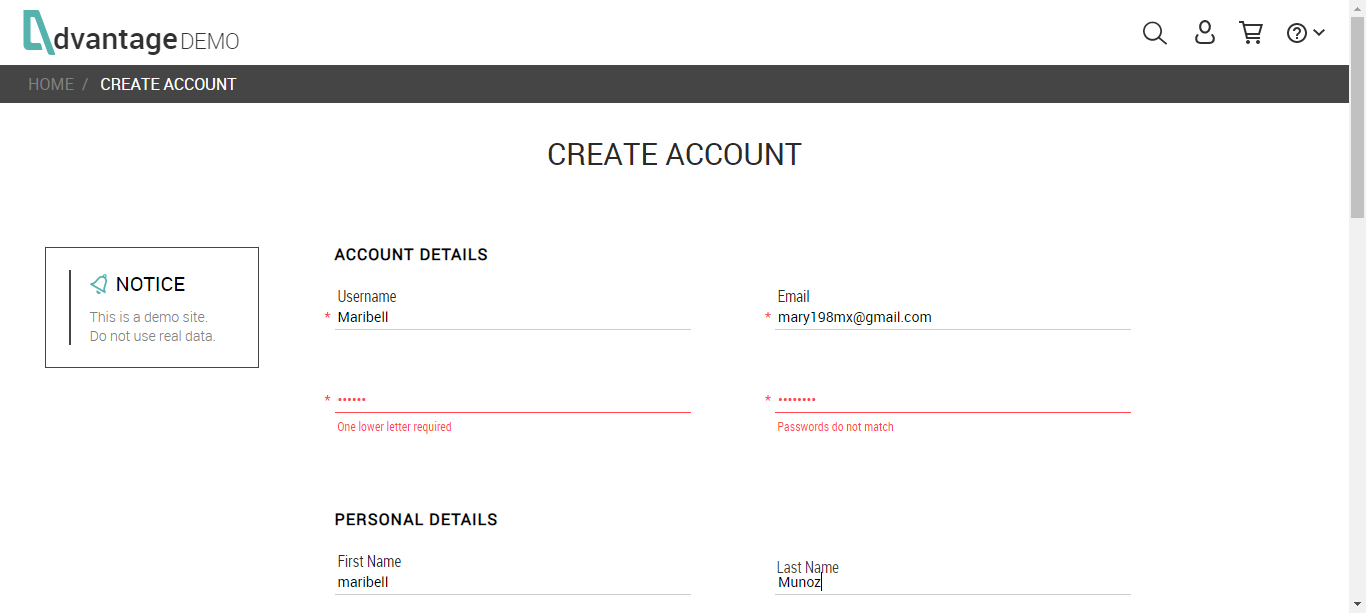 dvantage DEMO
HOME / CREATE ACCOUNT
CREATE ACCOUNT
NOTICE
This is a demo site.
Do not use real data.
ACCOUNT DETAILS
Username
* Maribell
Email
* mary198mx@gmail.com
* ••••••
One lower letter required
* ••••••••
Passwords do not match
PERSONAL DETAILS
First Name
maribell
Last Name
Munoz